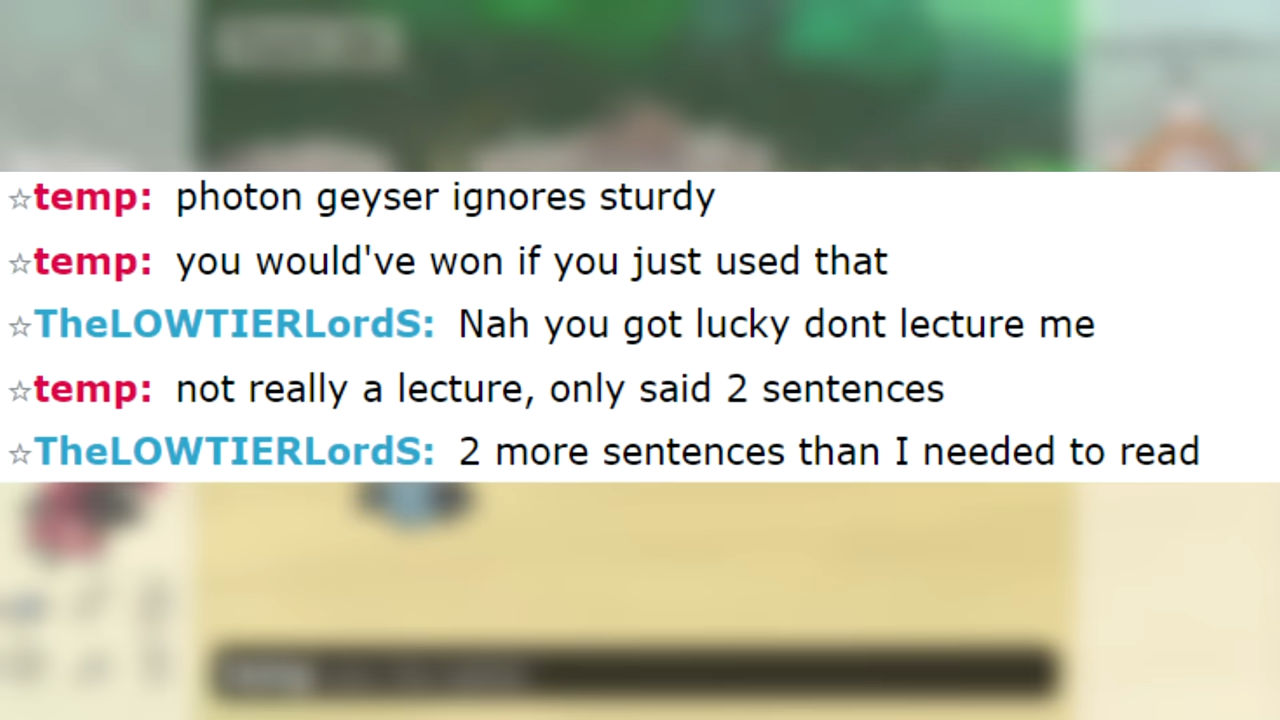 ☆temp: photon geyser ignores sturdy
☆temp: you would've won if you just used that
☆TheLOWTIERLordS: Nah you got lucky dont lecture me
☆temp: not really a lecture, only said 2 sentences
☆TheLOWTIERLordS: 2 more sentences than I needed to read